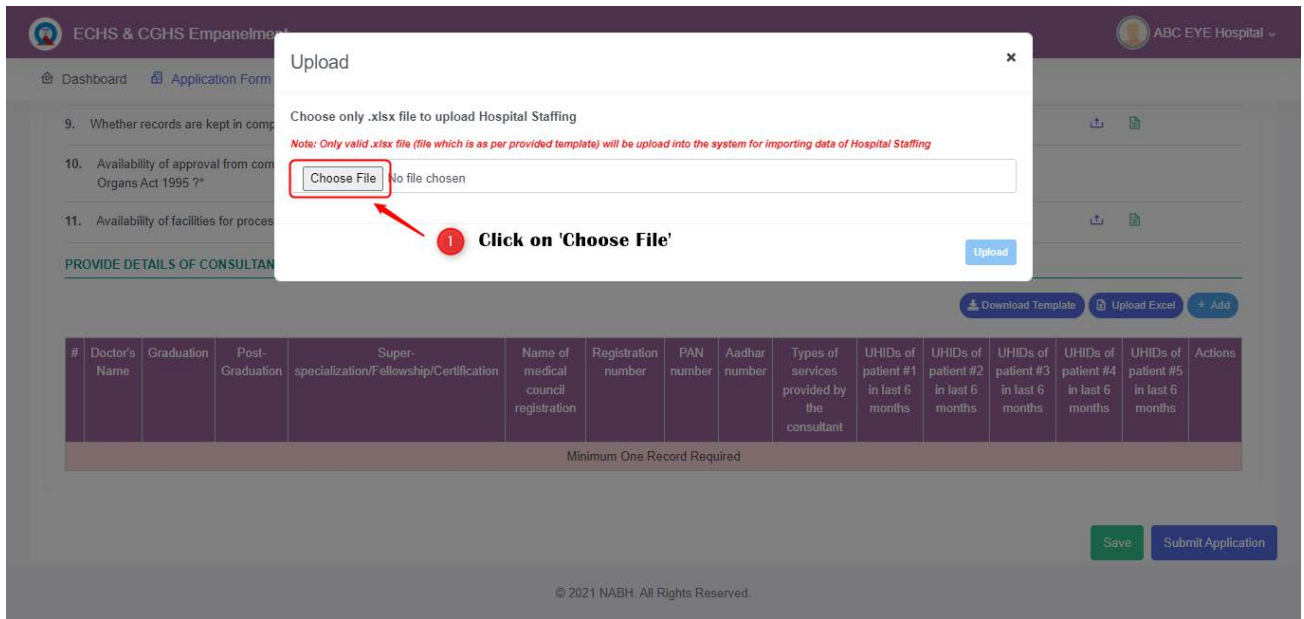 ECHS & CGHS Empanelment
ABC EYE Hospital
Dashboard
Application Form
Upload
×
Choose only .xlsx file to upload Hospital Staffing
Note: Only valid .xlsx file (file which is as per provided template) will be upload into the system for importing data of Hospital Staffing
Choose File No file chosen
1 Click on 'Choose File'
Upload
9. Whether records are kept in comp
10. Availability of approval from com
Organs Act 1995 ?*
11. Availability of facilities for proces
PROVIDE DETAILS OF CONSULTAN
Download Template
Upload Excel
+ Add
#
Doctor's
Name
Graduation
Post-
Graduation
Super-
specialization/Fellowship/Certification
Name of
medical
council
registration
Registration
number
PAN
number
Aadhar
number
Types of
services
provided by
the
consultant
UHIDs of
patient #1
in last 6
months
UHIDs of
patient #2
in last 6
months
UHIDs of
patient #3
in last 6
months
UHIDs of
patient #4
in last 6
months
UHIDs of
patient #5
in last 6
months
Actions
Minimum One Record Required
Save
Submit Application
© 2021 NABH. All Rights Reserved.